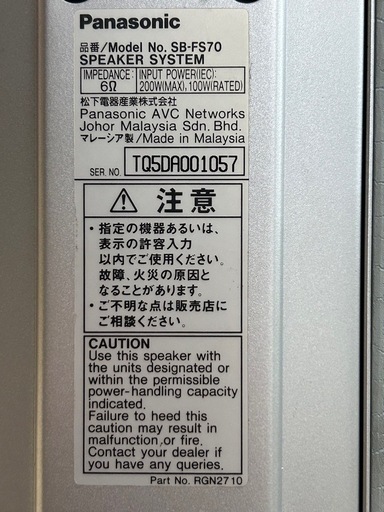 Panasonic
品番/Model No. SB-FS70
SPEAKER SYSTEM
IMPEDANCE: 6Ω
INPUT POWER(IEC): 200W(MAX), 100W(RATED)
松下電器産業株式会社
Panasonic AVC Networks
Johor Malaysia Sdn. Bhd.
マレーシア製/Made in Malaysia
SER. NO. TQ5DA001057
⚠ 注意
・指定の機器あるいは、
表示の許容入力
以内でご使用ください。
故障、火災の原因と
なることがあります。
・ご不明な点は販売店に
ご相談ください。
CAUTION
Use this speaker with
the units designated or
within the permissible
power-handling capacity
indicated.
Failure to heed this
caution may result in
malfunction,or fire.
Contact your dealer if
you have any queries.
Part No. RGN2710